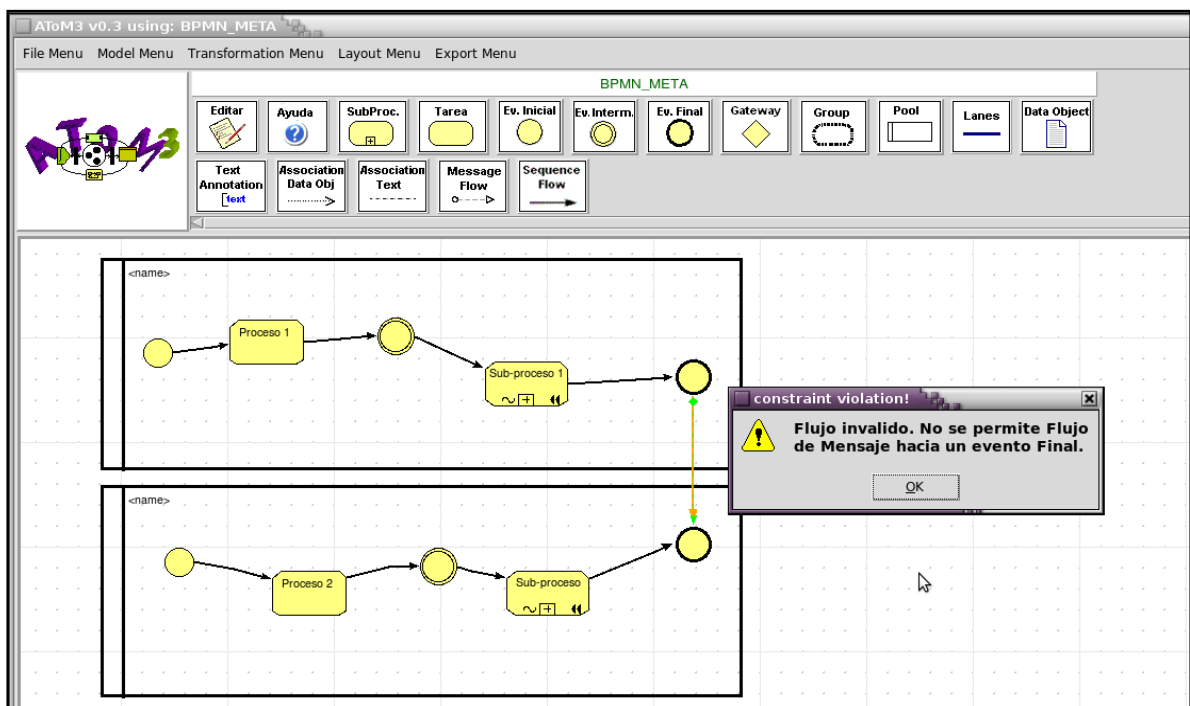 AToM3 v0.3 using: BPMN_META
File Menu Model Menu Transformation Menu Layout Menu Export Menu
ATOM3
BPMN_META
Editar
Ayuda
SubProc.
Tarea
Ev. Inicial
Ev. Interm.
Ev. Final
Gateway
Group
Pool
Lanes
Data Object
Text
Annotation
text
Association
Data Obj
Association
Text
Message
Flow
Sequence
Flow
<name>
Proceso 1
Sub-proceso 1
constraint violation!
Flujo invalido. No se permite Flujo
de Mensaje hacia un evento Final.
OK
<name>
Proceso 2
Sub-proceso